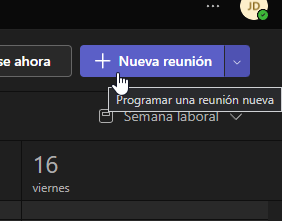 JD
se ahora
Nueva reunión
Programar una reunión nueva
Semana laboral
16
viernes